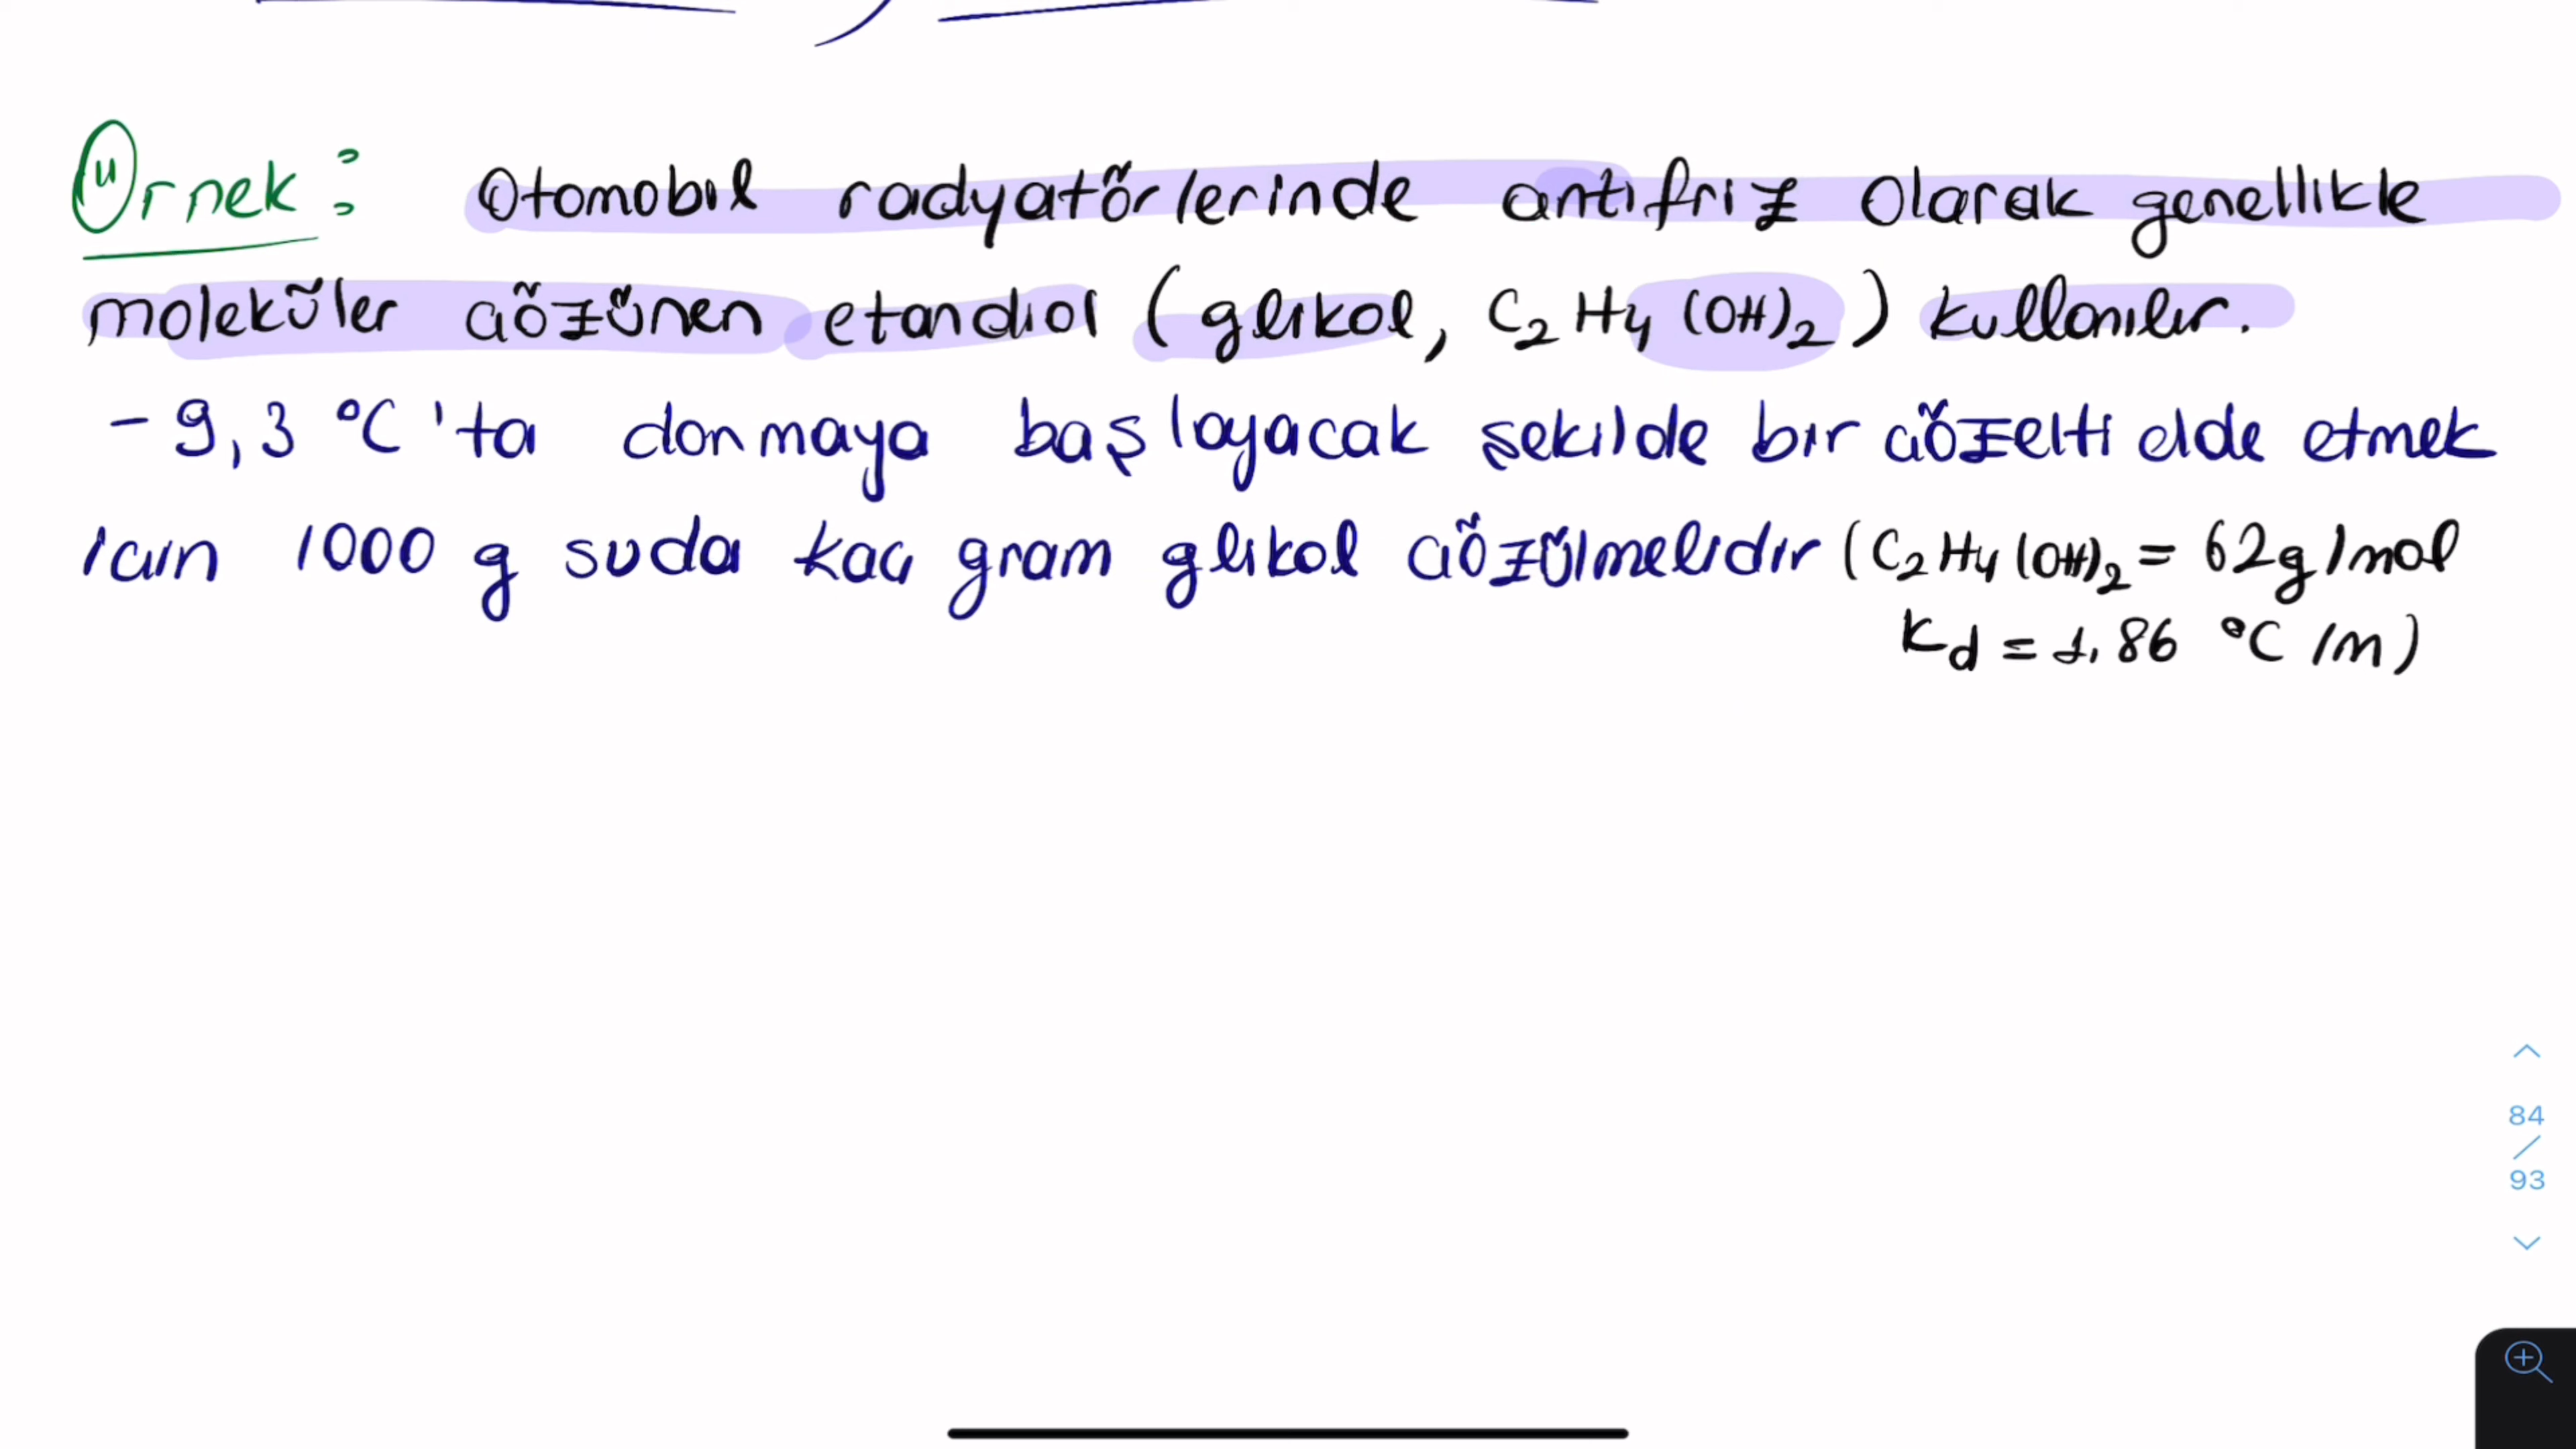 Örnek: Otomobil radyatörlerinde antifriz olarak genellikle
moleküler çözünen etandiol (glikol, C₂H₄(OH)₂) kullanılır.
-9,3 °C'ta donmaya başlayacak şekilde bir çözelti elde etmek
için 1000 g suda kaç gram glikol çözülmelidir (C₂H₄(OH)₂ = 62g/mol
Kd = 1,86 °C/m)
84
/
93